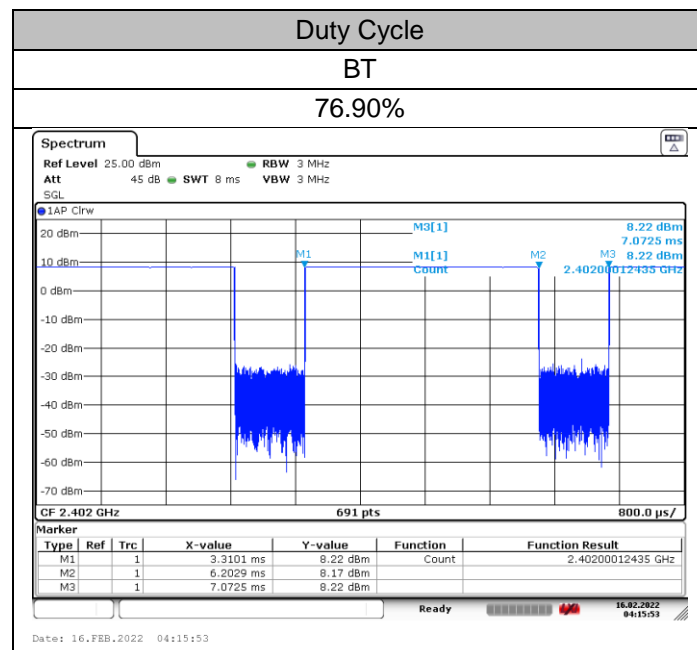 Duty Cycle
BT
76.90%
Spectrum
Ref Level 25.00 dBm RBW 3 MHz
Att 45 dB SWT 8 ms VBW 3 MHz
SGL
1AP Clrw
M3[1] 8.22 dBm
7.0725 ms
M1[1] 8.22 dBm
Count 2.40200012435 GHz
M1 M2 M3
20 dBm
10 dBm
0 dBm
-10 dBm
-20 dBm
-30 dBm
-40 dBm
-50 dBm
-60 dBm
-70 dBm
CF 2.402 GHz 691 pts 800.0 µs/
Marker
Type Ref Trc X-value Y-value Function Function Result
M1 1 3.3101 ms 8.22 dBm Count 2.40200012435 GHz
M2 1 6.2029 ms 8.17 dBm
M3 1 7.0725 ms 8.22 dBm
Ready 16.02.2022
04:15:53
Date: 16.FEB.2022 04:15:53